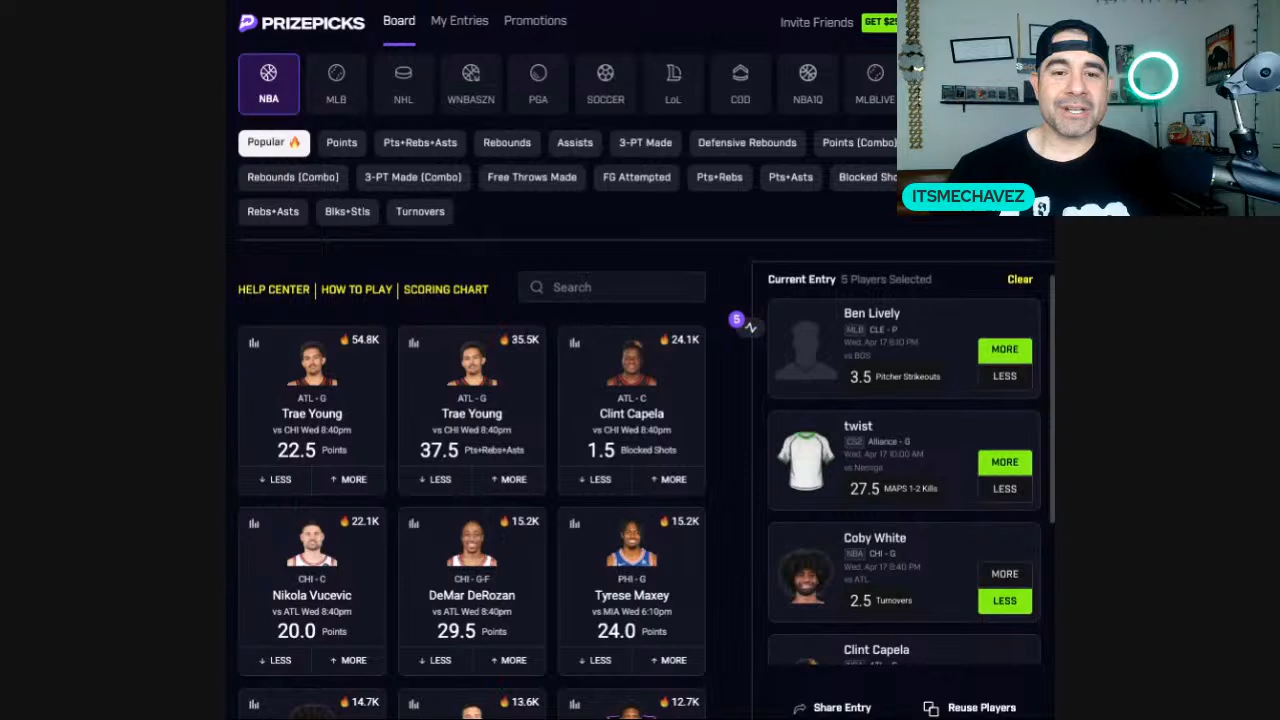 PRIZEPICKS
Board
My Entries
Promotions
Invite Friends
GET $25
NBA
MLB
NHL
WNBASZN
PGA
SOCCER
LoL
COD
NBA1Q
MLBLIVE
Popular
Points
Pts+Rebs+Asts
Rebounds
Assists
3-PT Made
Defensive Rebounds
Points (Combo)
Rebounds (Combo)
3-PT Made (Combo)
Free Throws Made
FG Attempted
Pts+Rebs
Pts+Asts
Blocked Sho
Rebs+Asts
Blks+Stls
Turnovers
ITSMECHAVEZ
HELP CENTER | HOW TO PLAY | SCORING CHART
Search
54.8K
ATL - G
Trae Young
vs CHI Wed 8:40pm
22.5 Points
↓ LESS
↑ MORE
35.5K
ATL - G
Trae Young
vs CHI Wed 8:40pm
37.5 Pts+Rebs+Asts
↓ LESS
↑ MORE
24.1K
ATL - C
Clint Capela
vs CHI Wed 8:40pm
1.5 Blocked Shots
↓ LESS
↑ MORE
22.1K
CHI - C
Nikola Vucevic
vs ATL Wed 8:40pm
20.0 Points
↓ LESS
↑ MORE
15.2K
CHI - G-F
DeMar DeRozan
vs ATL Wed 8:40pm
29.5 Points
↓ LESS
↑ MORE
15.2K
PHI - G
Tyrese Maxey
vs MIA Wed 6:10pm
24.0 Points
↓ LESS
↑ MORE
14.7K
13.6K
12.7K
5
Current Entry 5 Players Selected
Clear
Ben Lively
MLB CLE - P
Wed, Apr 17 6:10 PM
vs BOS
3.5 Pitcher Strikeouts
MORE
LESS
twist
CS2 Alliance - G
Wed, Apr 17 10:00 AM
vs Nemiga
27.5 MAPS 1-2 Kills
MORE
LESS
Coby White
NBA CHI - G
Wed, Apr 17 8:40 PM
vs ATL
2.5 Turnovers
MORE
LESS
Clint Capela
Share Entry
Reuse Players